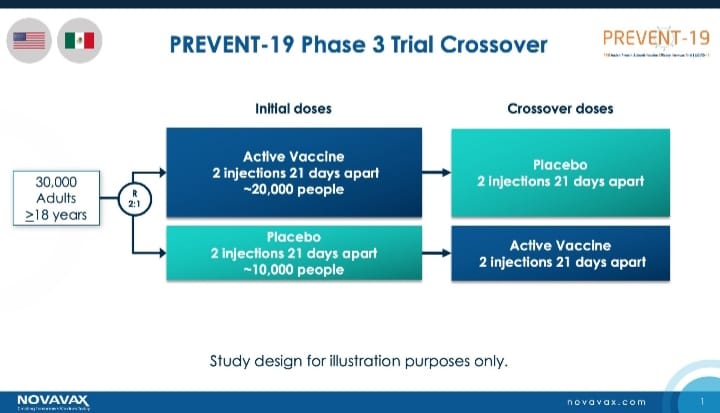 PREVENT-19 Phase 3 Trial Crossover
PREVENT-19
Initial doses
Crossover doses
30,000
Adults
≥18 years
R
2:1
Active Vaccine
2 injections 21 days apart
~20,000 people
Placebo
2 injections 21 days apart
Placebo
2 injections 21 days apart
~10,000 people
Active Vaccine
2 injections 21 days apart
Study design for illustration purposes only.
NOVAVAX
novavax.com
1